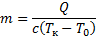 m = Q / c(Tк − T0)